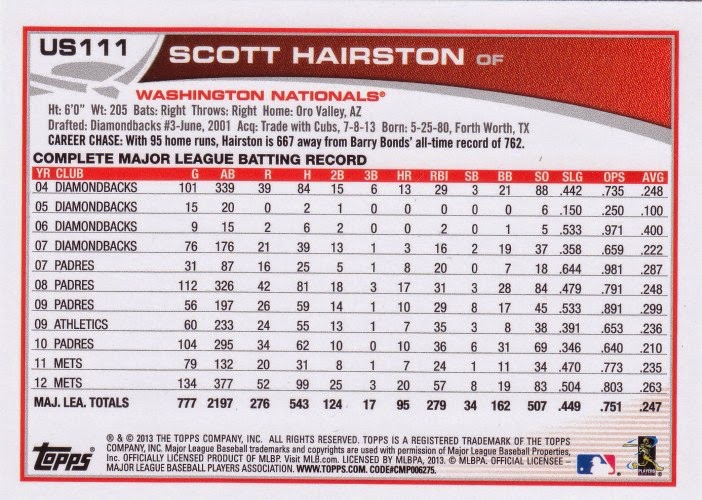 US111 SCOTT HAIRSTON OF
WASHINGTON NATIONALS®
Ht: 6'0" Wt: 205 Bats: Right Throws: Right Home: Oro Valley, AZ
Drafted: Diamondbacks #3-June, 2001 Acq: Trade with Cubs, 7-8-13 Born: 5-25-80, Forth Worth, TX
CAREER CHASE: With 95 home runs, Hairston is 667 away from Barry Bonds' all-time record of 762.
COMPLETE MAJOR LEAGUE BATTING RECORD
YR CLUB G AB R H 2B 3B HR RBI SB BB SO SLG OPS AVG
04 DIAMONDBACKS 101 339 39 84 15 6 13 29 3 21 88 .442 .735 .248
05 DIAMONDBACKS 15 20 0 2 1 0 0 0 0 0 6 .150 .250 .100
06 DIAMONDBACKS 9 15 2 6 2 0 0 2 0 1 5 .533 .971 .400
07 DIAMONDBACKS 76 176 21 39 13 1 3 16 2 19 37 .358 .659 .222
07 PADRES 31 87 16 25 5 1 8 20 0 7 18 .644 .981 .287
08 PADRES 112 326 42 81 18 3 17 31 3 28 84 .479 .791 .248
09 PADRES 56 197 26 59 14 1 10 29 8 17 45 .533 .891 .299
09 ATHLETICS 60 233 24 55 13 1 7 35 3 8 38 .391 .653 .236
10 PADRES 104 295 34 62 10 0 10 36 6 31 69 .346 .640 .210
11 METS 79 132 20 31 8 1 7 24 1 11 34 .470 .773 .235
12 METS 134 377 52 99 25 3 20 57 8 19 83 .504 .803 .263
MAJ. LEA. TOTALS 777 2197 276 543 124 17 95 279 34 162 507 .449 .751 .247
® & © 2013 THE TOPPS COMPANY, INC. ALL RIGHTS RESERVED. TOPPS IS A REGISTERED TRADEMARK OF THE TOPPS
COMPANY, INC. Major League Baseball trademarks and copyrights are used with permission of Major League Baseball Properties,
Inc. OFFICIALLY LICENSED PRODUCT OF MLBP. Visit MLB.com. © MLBPA, 2013. © MLBPA. OFFICIAL LICENSEE –
MAJOR LEAGUE BASEBALL PLAYERS ASSOCIATION. WWW.TOPPS.COM. CODE#CMP006275.
TOPPS